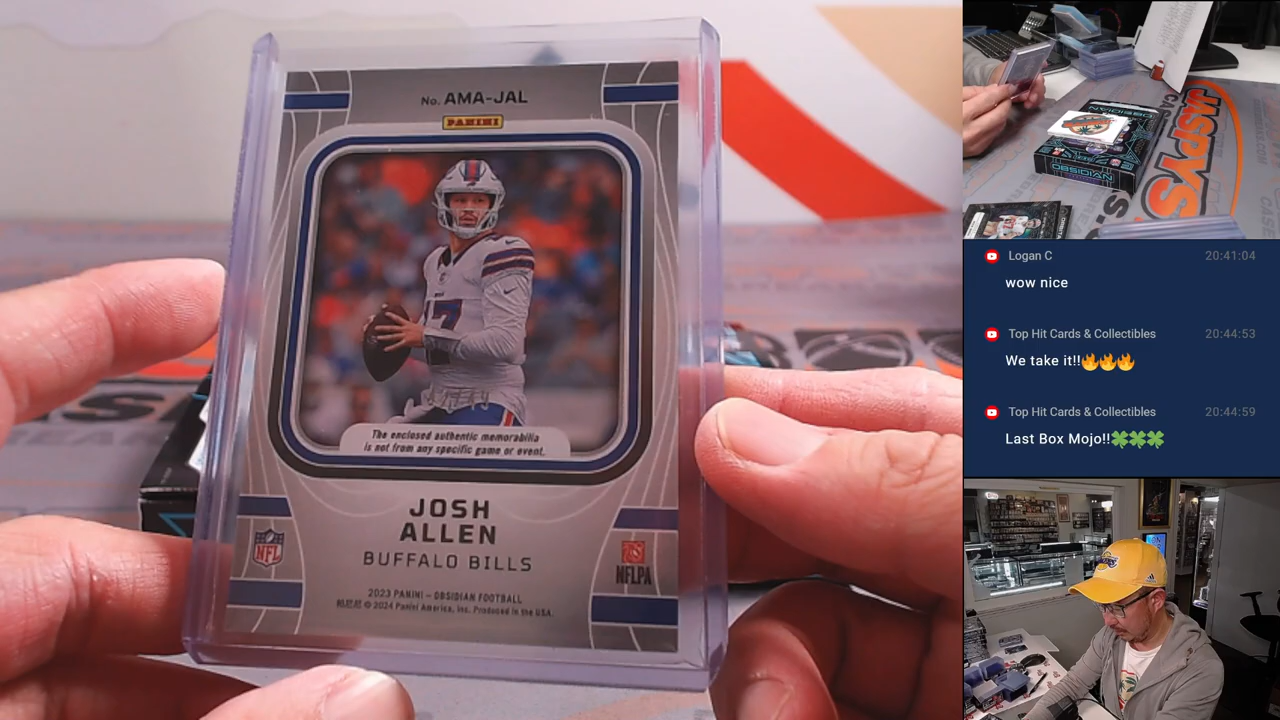 No. AMA-JAL
PANINI
17
The enclosed authentic memorabilia
is not from any specific game or event.
JOSH
ALLEN
BUFFALO BILLS
NFL
NFLPA
2023 PANINI – OBSIDIAN FOOTBALL
© 2024 Panini America, Inc. Produced in the USA.
OBSIDIAN
OBSIDIAN
JASPYS
Logan C 20:41:04
wow nice
Top Hit Cards & Collectibles 20:44:53
We take it!!🔥🔥🔥
Top Hit Cards & Collectibles 20:44:59
Last Box Mojo!!🍀🍀🍀